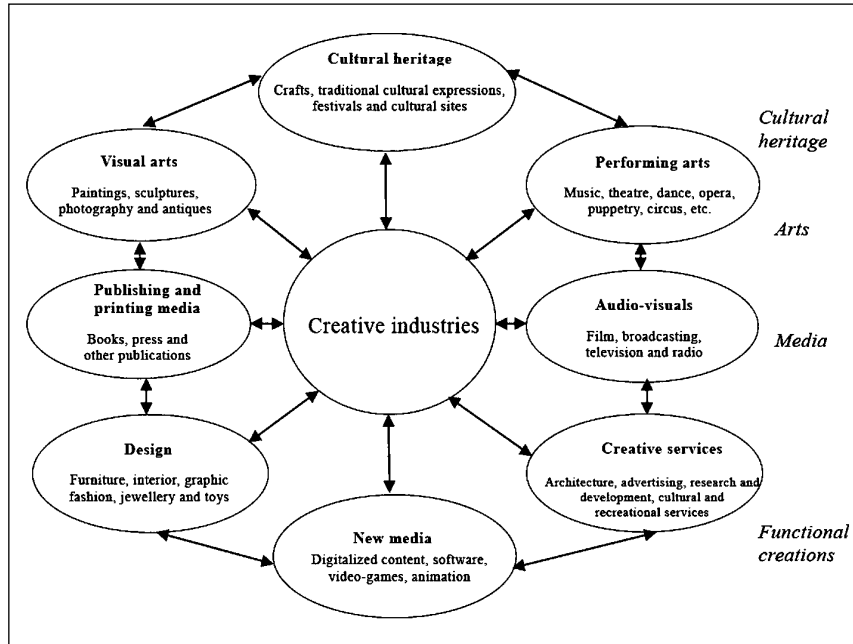 Cultural heritage
Crafts, traditional cultural expressions,
festivals and cultural sites
Cultural
heritage
Visual arts
Paintings, sculptures,
photography and antiques
Performing arts
Music, theatre, dance, opera,
puppetry, circus, etc.
Arts
Publishing and
printing media
Books, press and
other publications
Creative industries
Audio-visuals
Film, broadcasting,
television and radio
Media
Design
Furniture, interior, graphic
fashion, jewellery and toys
Creative services
Architecture, advertising, research and
development, cultural and
recreational services
New media
Digitalized content, software,
video-games, animation
Functional
creations